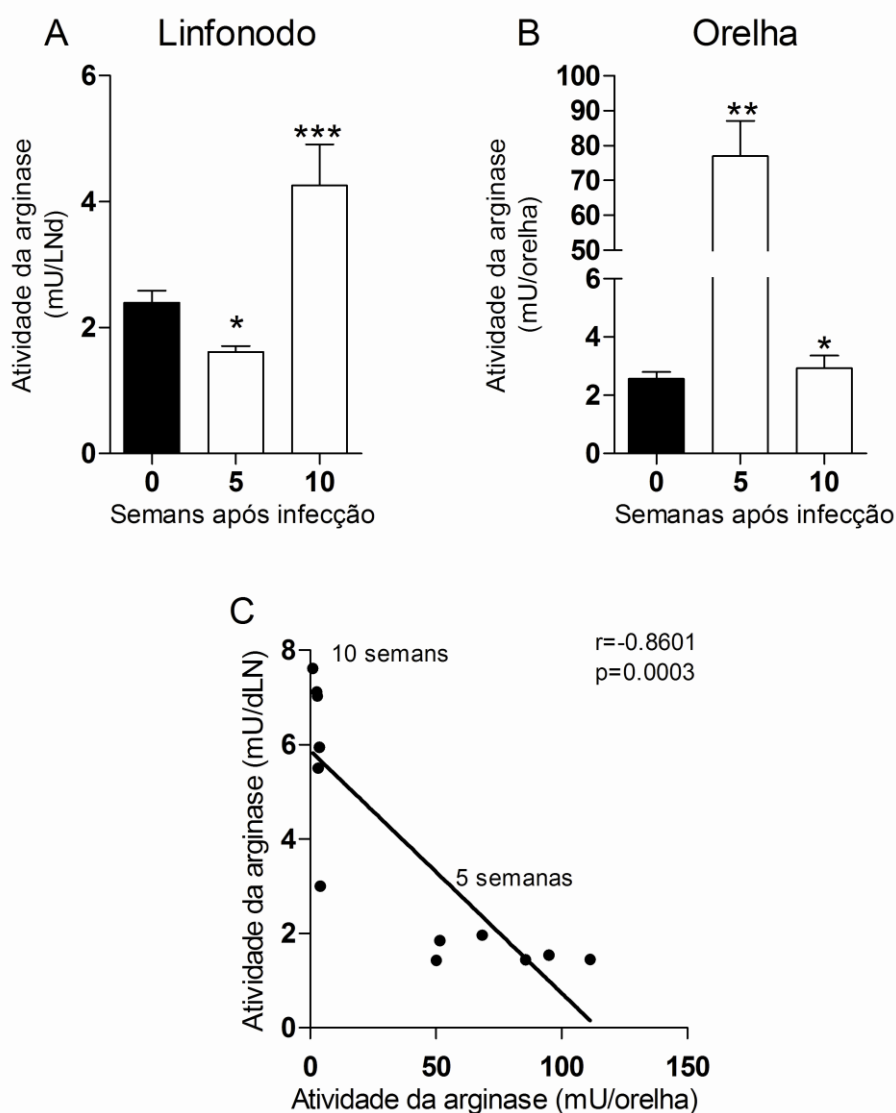 A Linfonodo
Atividade da arginase
(mU/LNd)
6
4
2
0
*
***
0 5 10
Semans após infecção
B Orelha
Atividade da arginase
(mU/orelha)
100
90
80
70
60
50
6
4
2
0
**
*
0 5 10
Semanas após infecção
C
r=-0.8601
p=0.0003
Atividade da arginase (mU/dLN)
8
6
4
2
0
10 semans
5 semanas
0 50 100 150
Atividade da arginase (mU/orelha)